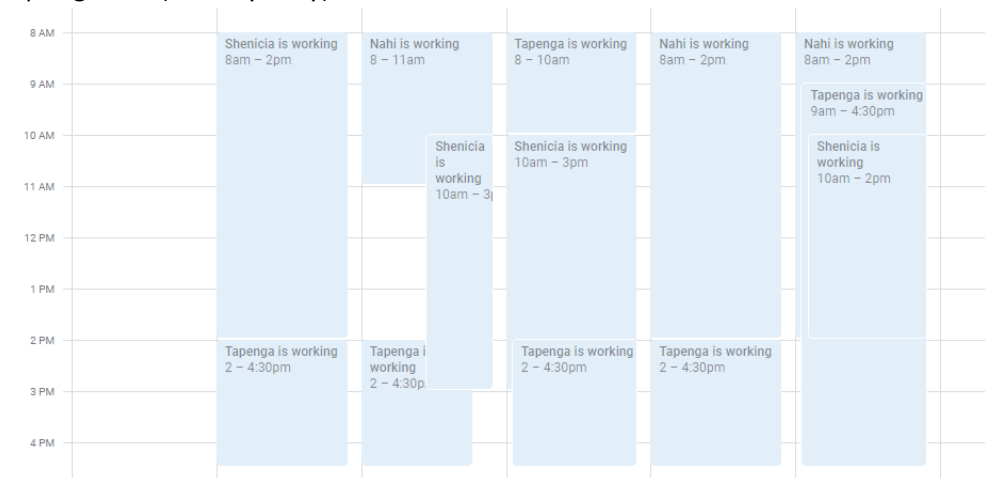 8 AM
9 AM
10 AM
11 AM
12 PM
1 PM
2 PM
3 PM
4 PM
Shenicia is working
8am – 2pm
Tapenga is working
2 – 4:30pm
Nahi is working
8 – 11am
Shenicia
is
working
10am – 3
Tapenga
working
2 – 4:30p
Tapenga is working
8 – 10am
Shenicia is working
10am – 3pm
Tapenga is working
2 – 4:30pm
Nahi is working
8am – 2pm
Tapenga is working
2 – 4:30pm
Nahi is working
8am – 2pm
Tapenga is working
9am – 4:30pm
Shenicia is
working
10am – 2pm